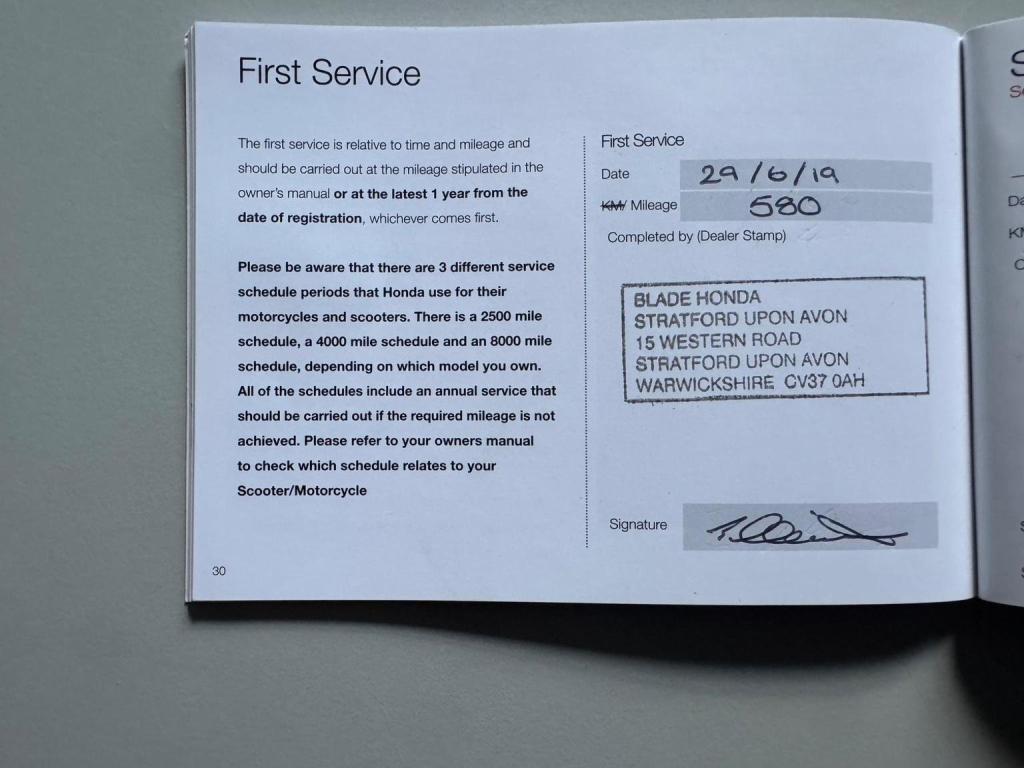 First Service
The first service is relative to time and mileage and
should be carried out at the mileage stipulated in the
owner's manual or at the latest 1 year from the
date of registration, whichever comes first.
Please be aware that there are 3 different service
schedule periods that Honda use for their
motorcycles and scooters. There is a 2500 mile
schedule, a 4000 mile schedule and an 8000 mile
schedule, depending on which model you own.
All of the schedules include an annual service that
should be carried out if the required mileage is not
achieved. Please refer to your owners manual
to check which schedule relates to your
Scooter/Motorcycle
30
First Service
Date 29/6/19
KM/ Mileage 580
Completed by (Dealer Stamp)
BLADE HONDA
STRATFORD UPON AVON
15 WESTERN ROAD
STRATFORD UPON AVON
WARWICKSHIRE CV37 0AH
Signature